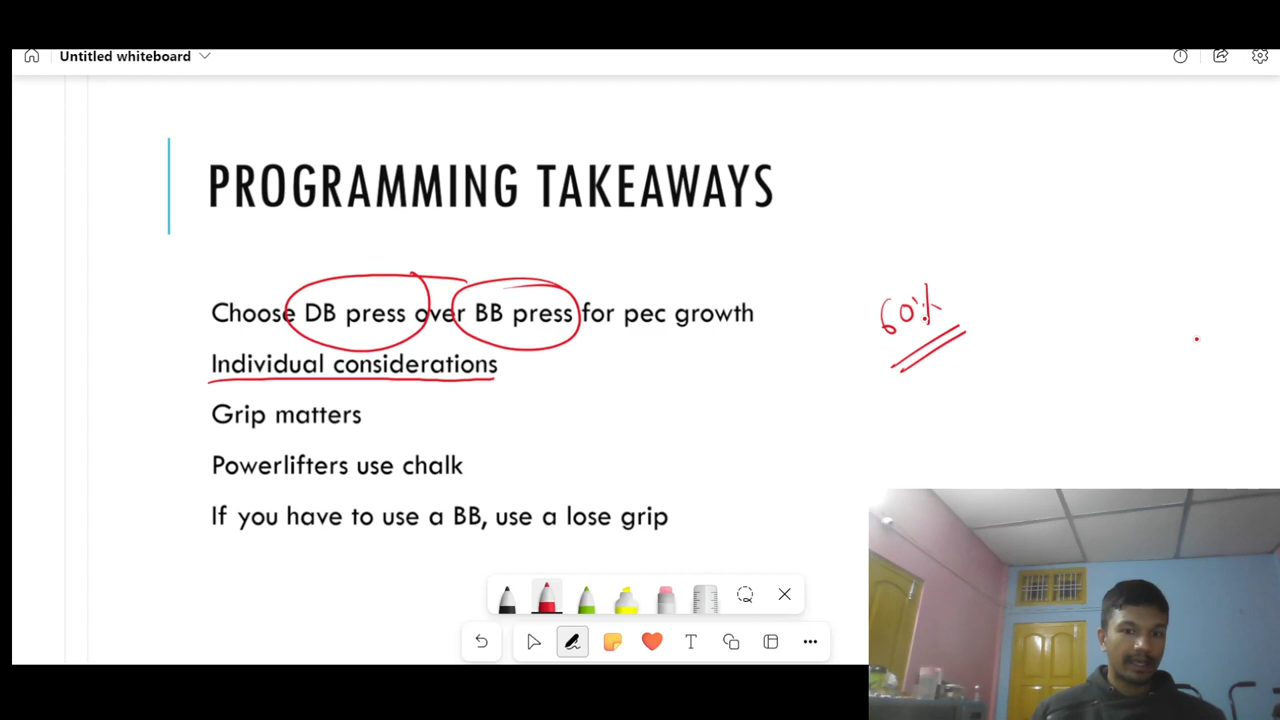 Untitled whiteboard
PROGRAMMING TAKEAWAYS
Choose DB press over BB press for pec growth
60%
Individual considerations
Grip matters
Powerlifters use chalk
If you have to use a BB, use a lose grip
T